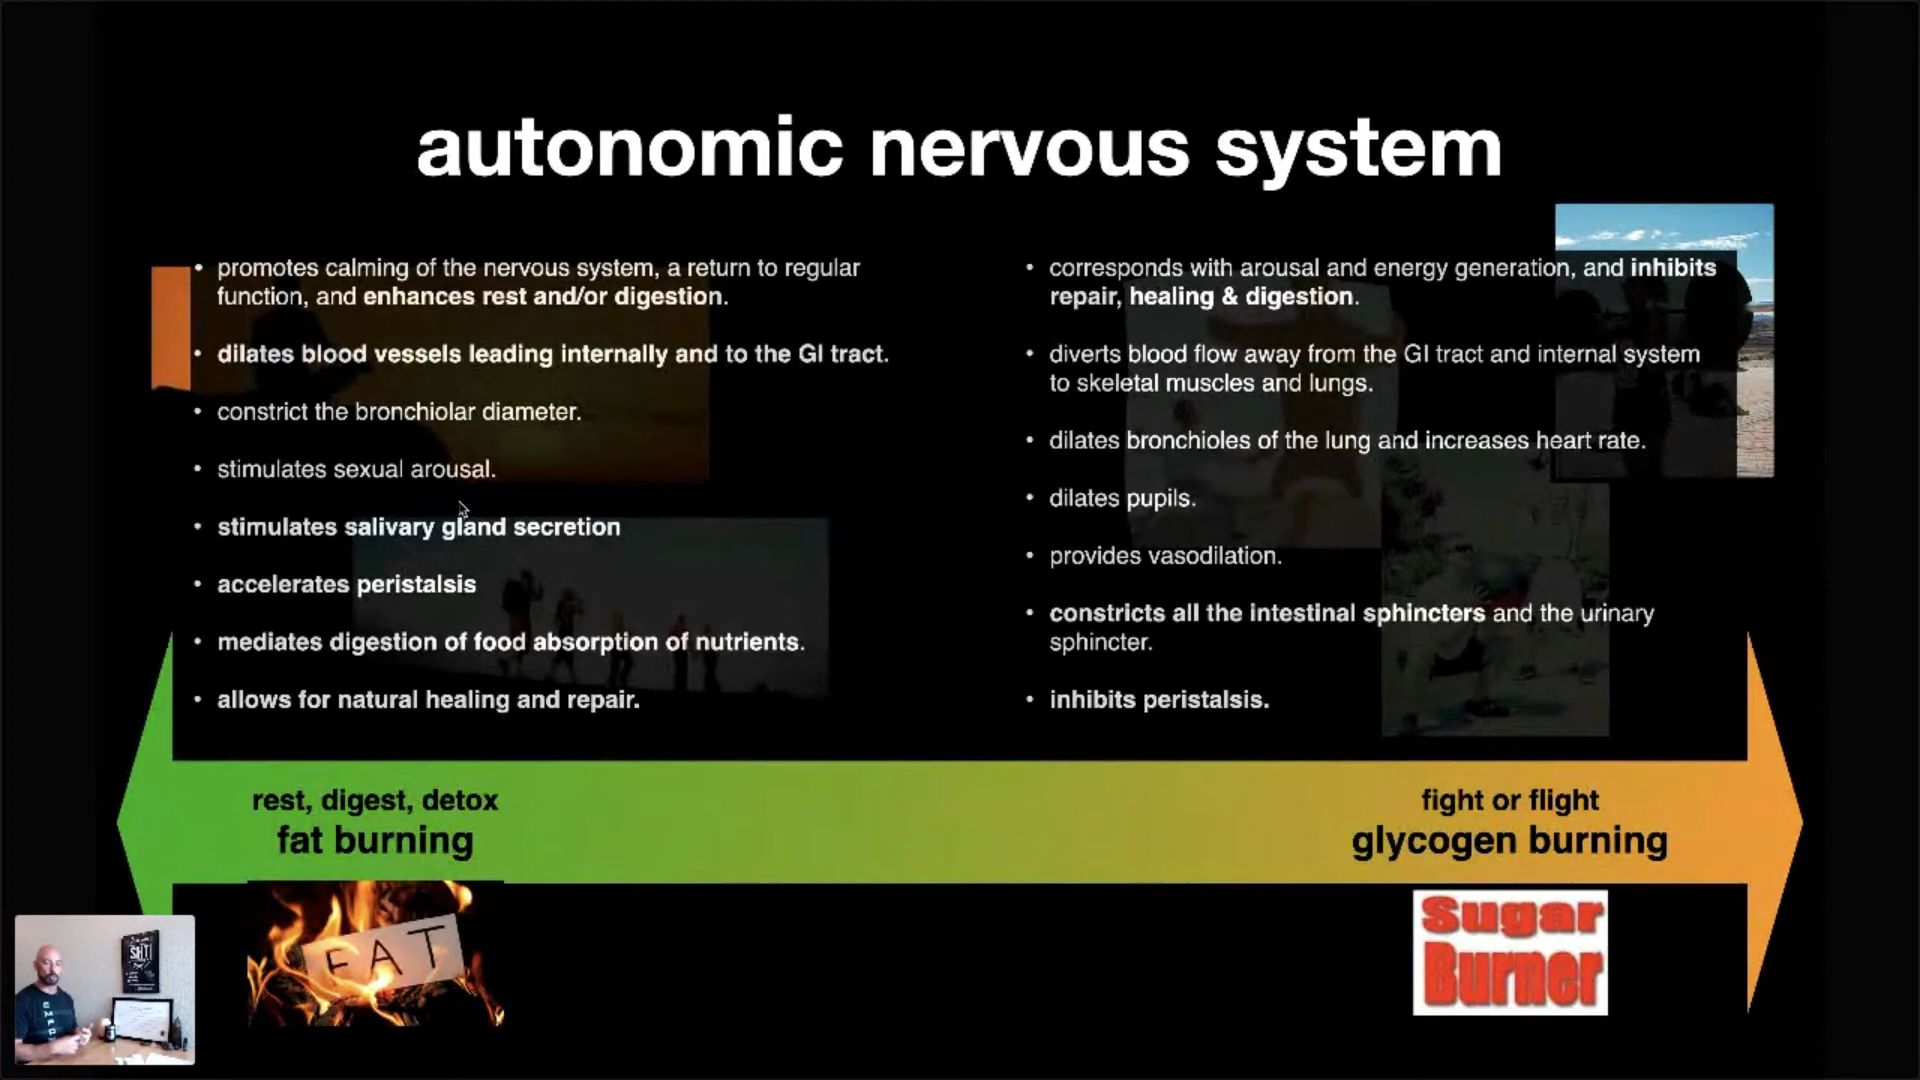 autonomic nervous system
• promotes calming of the nervous system, a return to regular
function, and enhances rest and/or digestion.
• dilates blood vessels leading internally and to the GI tract.
• constrict the bronchiolar diameter.
• stimulates sexual arousal.
• stimulates salivary gland secretion
• accelerates peristalsis
• mediates digestion of food absorption of nutrients.
• allows for natural healing and repair.
• corresponds with arousal and energy generation, and inhibits
repair, healing & digestion.
• diverts blood flow away from the GI tract and internal system
to skeletal muscles and lungs.
• dilates bronchioles of the lung and increases heart rate.
• dilates pupils.
• provides vasodilation.
• constricts all the intestinal sphincters and the urinary
sphincter.
• inhibits peristalsis.
rest, digest, detox
fat burning
fight or flight
glycogen burning
FAT
Sugar
Burner